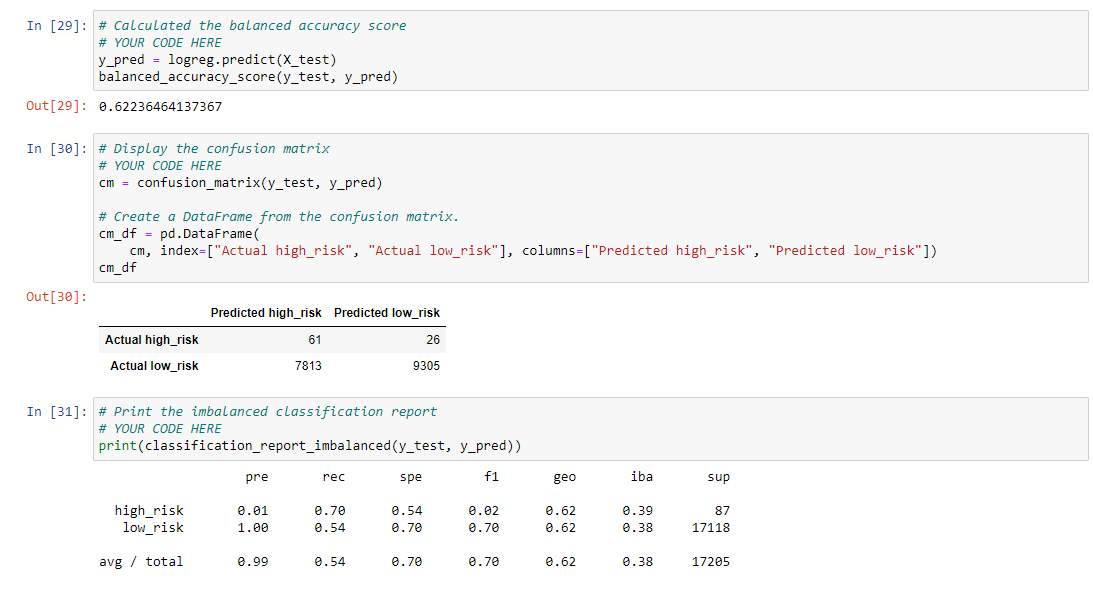 In [29]: # Calculated the balanced accuracy score
# YOUR CODE HERE
y_pred = logreg.predict(X_test)
balanced_accuracy_score(y_test, y_pred)
Out[29]: 0.62236464137367
In [30]: # Display the confusion matrix
# YOUR CODE HERE
cm = confusion_matrix(y_test, y_pred)
# Create a DataFrame from the confusion matrix.
cm_df = pd.DataFrame(
    cm, index=["Actual high_risk", "Actual low_risk"], columns=["Predicted high_risk", "Predicted low_risk"])
cm_df
Out[30]:
Predicted high_risk Predicted low_risk
Actual high_risk 61 26
Actual low_risk 7813 9305
In [31]: # Print the imbalanced classification report
# YOUR CODE HERE
print(classification_report_imbalanced(y_test, y_pred))
pre rec spe f1 geo iba sup
high_risk 0.01 0.70 0.54 0.02 0.62 0.39 87
low_risk 1.00 0.54 0.70 0.70 0.62 0.38 17118
avg / total 0.99 0.54 0.70 0.70 0.62 0.38 17205